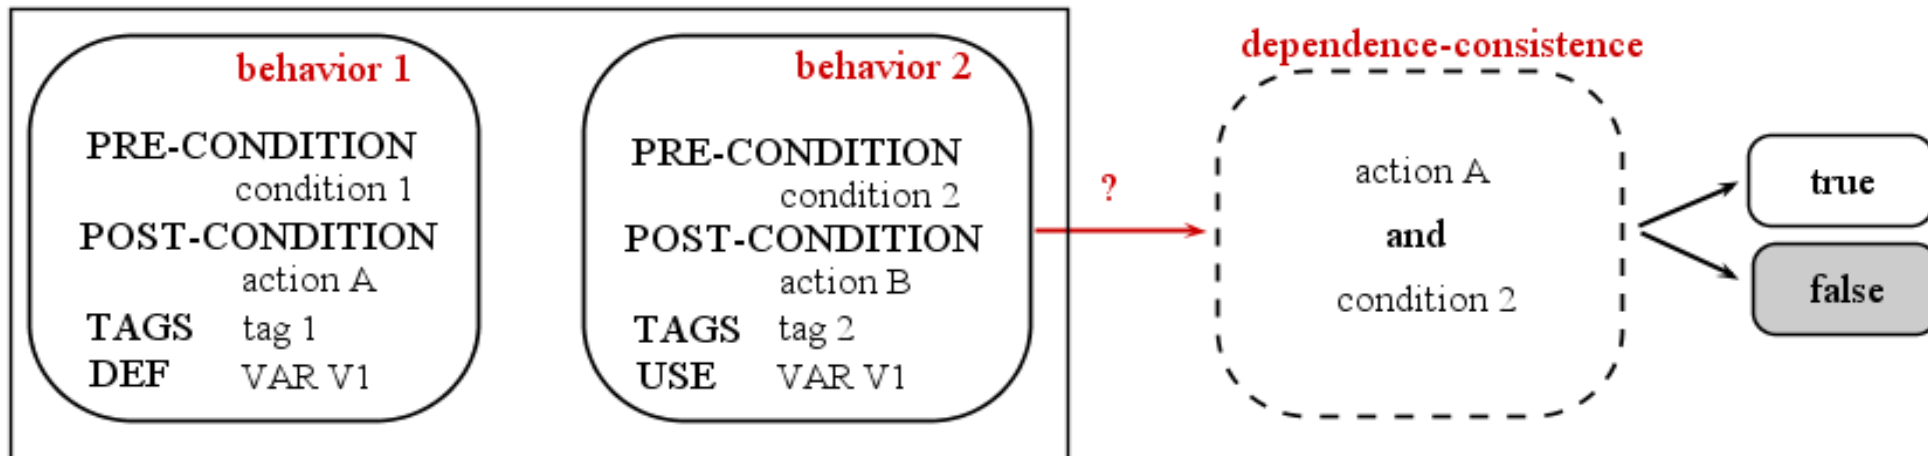 behavior 1
PRE-CONDITION
condition 1
POST-CONDITION
action A
TAGS tag 1
DEF VAR V1
behavior 2
PRE-CONDITION
condition 2
POST-CONDITION
action B
TAGS tag 2
USE VAR V1
?
dependence-consistence
action A
and
condition 2
true
false